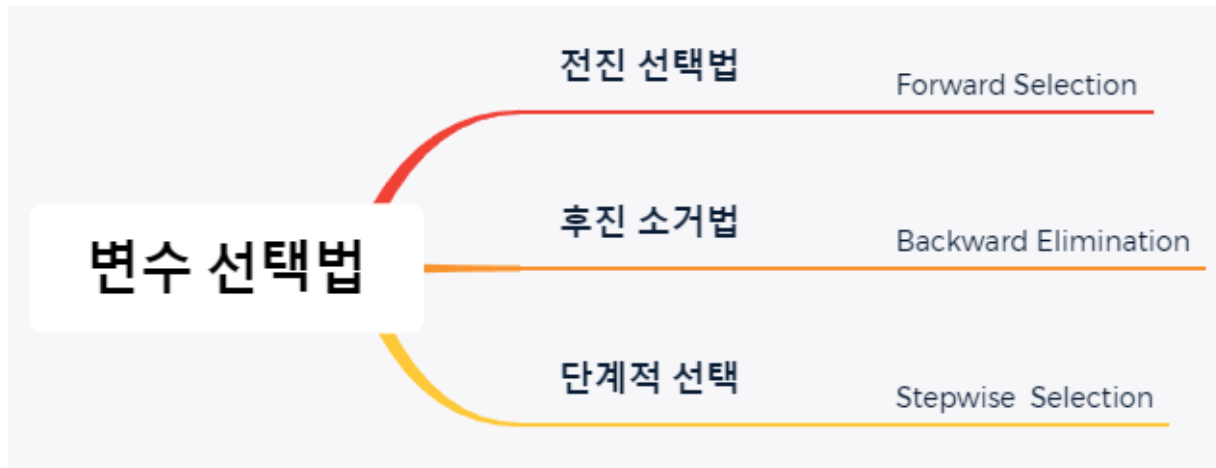 변수 선택법
전진 선택법
Forward Selection
후진 소거법
Backward Elimination
단계적 선택
Stepwise Selection